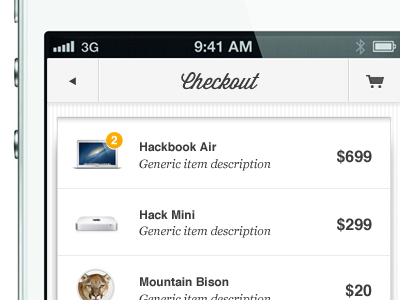 3G 9:41 AM
Checkout
2
Hackbook Air
Generic item description
$699
Hack Mini
Generic item description
$299
Mountain Bison
Generic item description
$20